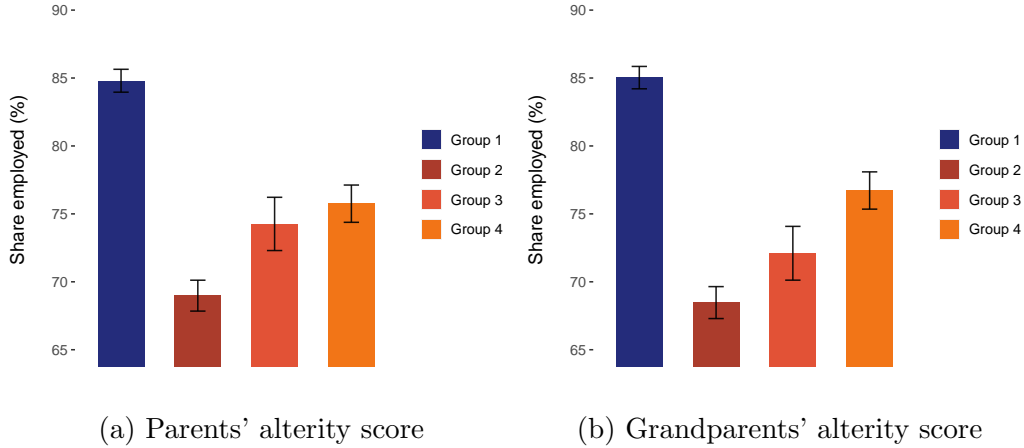 90
85
80
75
70
65
Share employed (%)
Group 1
Group 2
Group 3
Group 4
(a) Parents’ alterity score
90
85
80
75
70
65
Share employed (%)
Group 1
Group 2
Group 3
Group 4
(b) Grandparents’ alterity score